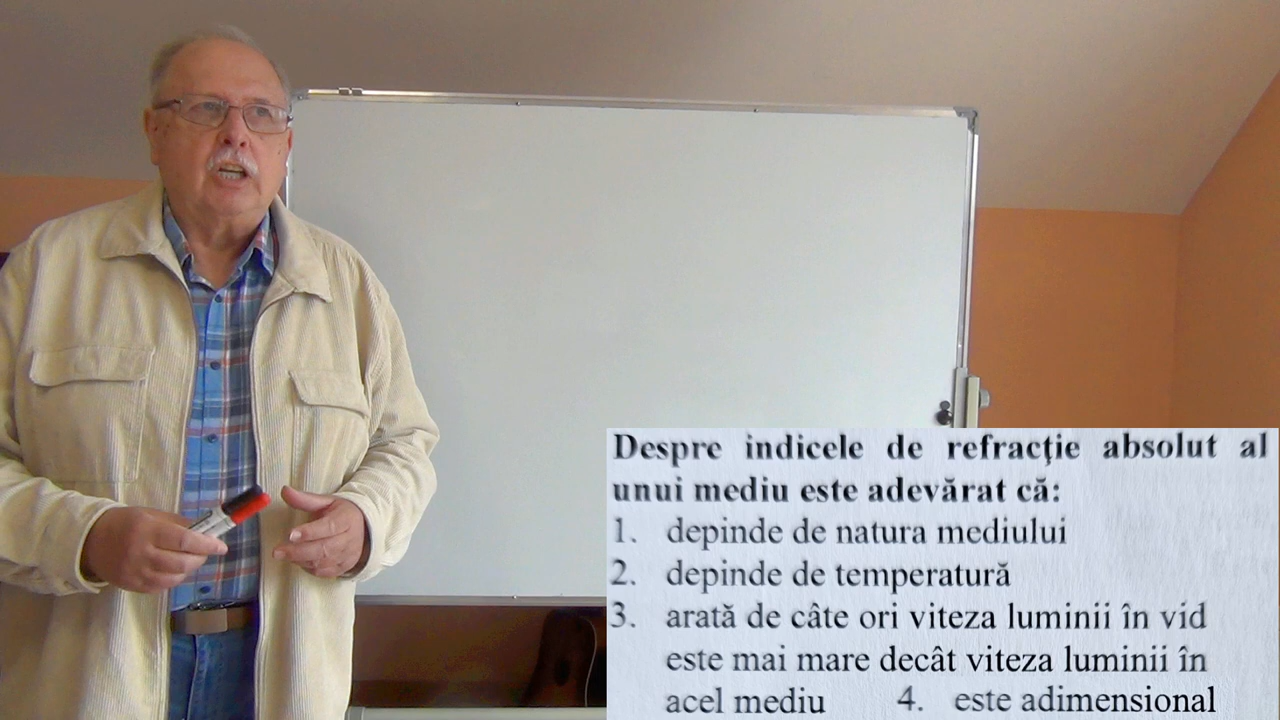 Despre indicele de refracţie absolut al
unui mediu este adevărat că:
1. depinde de natura mediului
2. depinde de temperatură
3. arată de câte ori viteza luminii în vid
este mai mare decât viteza luminii în
acel mediu 4. este adimensional